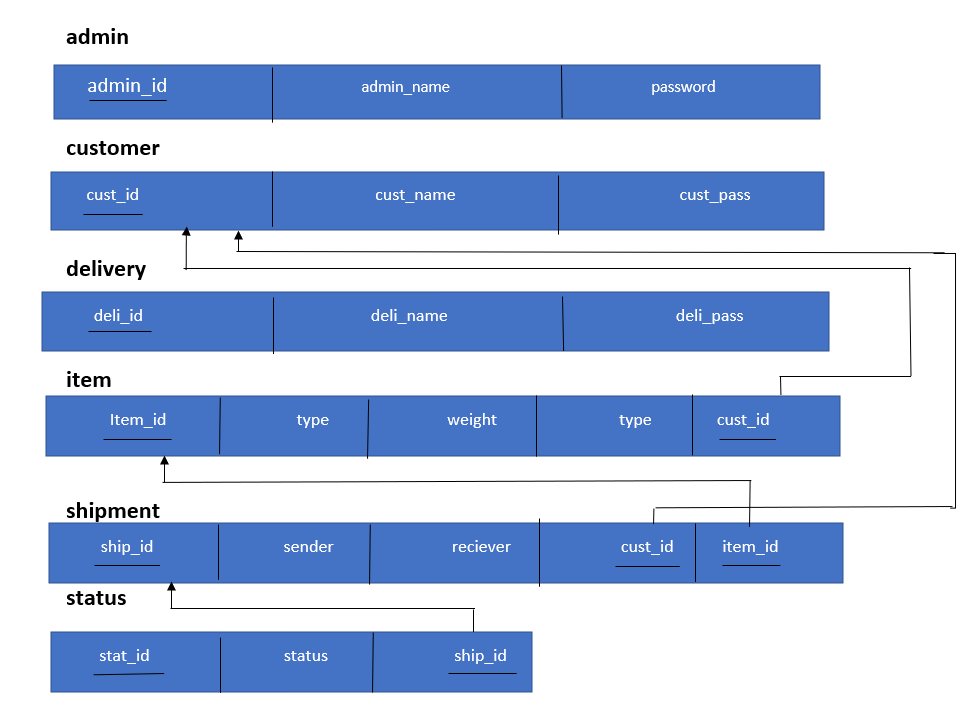 admin
admin_id admin_name password
customer
cust_id cust_name cust_pass
delivery
deli_id deli_name deli_pass
item
Item_id type weight type cust_id
shipment
ship_id sender reciever cust_id item_id
status
stat_id status ship_id